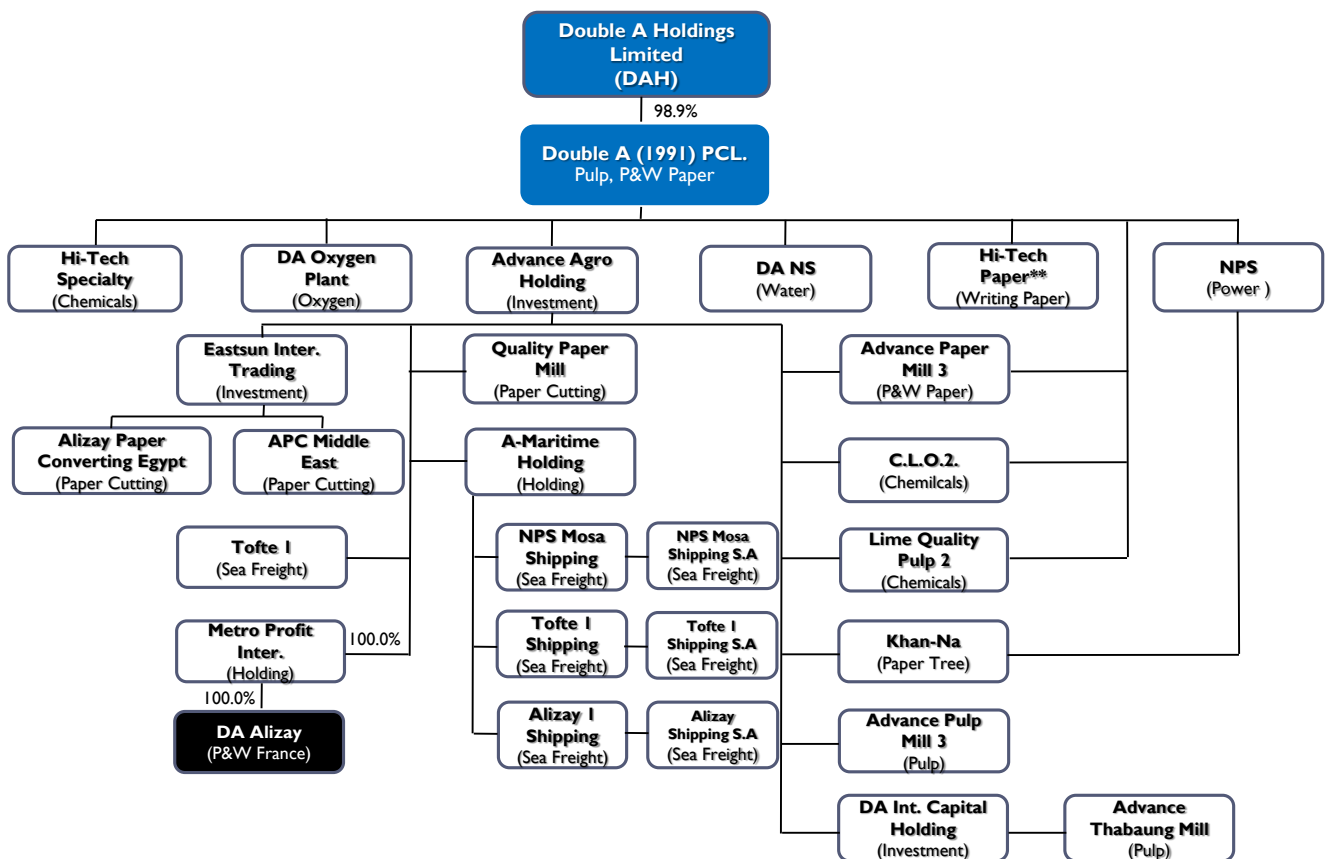 Double A Holdings
Limited
(DAH)
98.9%
Double A (1991) PCL.
Pulp, P&W Paper
Hi-Tech
Specialty
(Chemicals)
DA Oxygen
Plant
(Oxygen)
Advance Agro
Holding
(Investment)
DA NS
(Water)
Hi-Tech
Paper**
(Writing Paper)
NPS
(Power )
Eastsun Inter.
Trading
(Investment)
Quality Paper
Mill
(Paper Cutting)
Advance Paper
Mill 3
(P&W Paper)
Alizay Paper
Converting Egypt
(Paper Cutting)
APC Middle
East
(Paper Cutting)
A-Maritime
Holding
(Holding)
C.L.O.2.
(Chemilcals)
Tofte 1
(Sea Freight)
NPS Mosa
Shipping
(Sea Freight)
NPS Mosa
Shipping S.A
(Sea Freight)
Lime Quality
Pulp 2
(Chemicals)
Metro Profit
Inter.
(Holding)
100.0%
Tofte 1
Shipping
(Sea Freight)
Tofte 1
Shipping S.A
(Sea Freight)
Khan-Na
(Paper Tree)
100.0%
DA Alizay
(P&W France)
Alizay 1
Shipping
(Sea Freight)
Alizay
Shipping S.A
(Sea Freight)
Advance Pulp
Mill 3
(Pulp)
DA Int. Capital
Holding
(Investment)
Advance
Thabaung Mill
(Pulp)